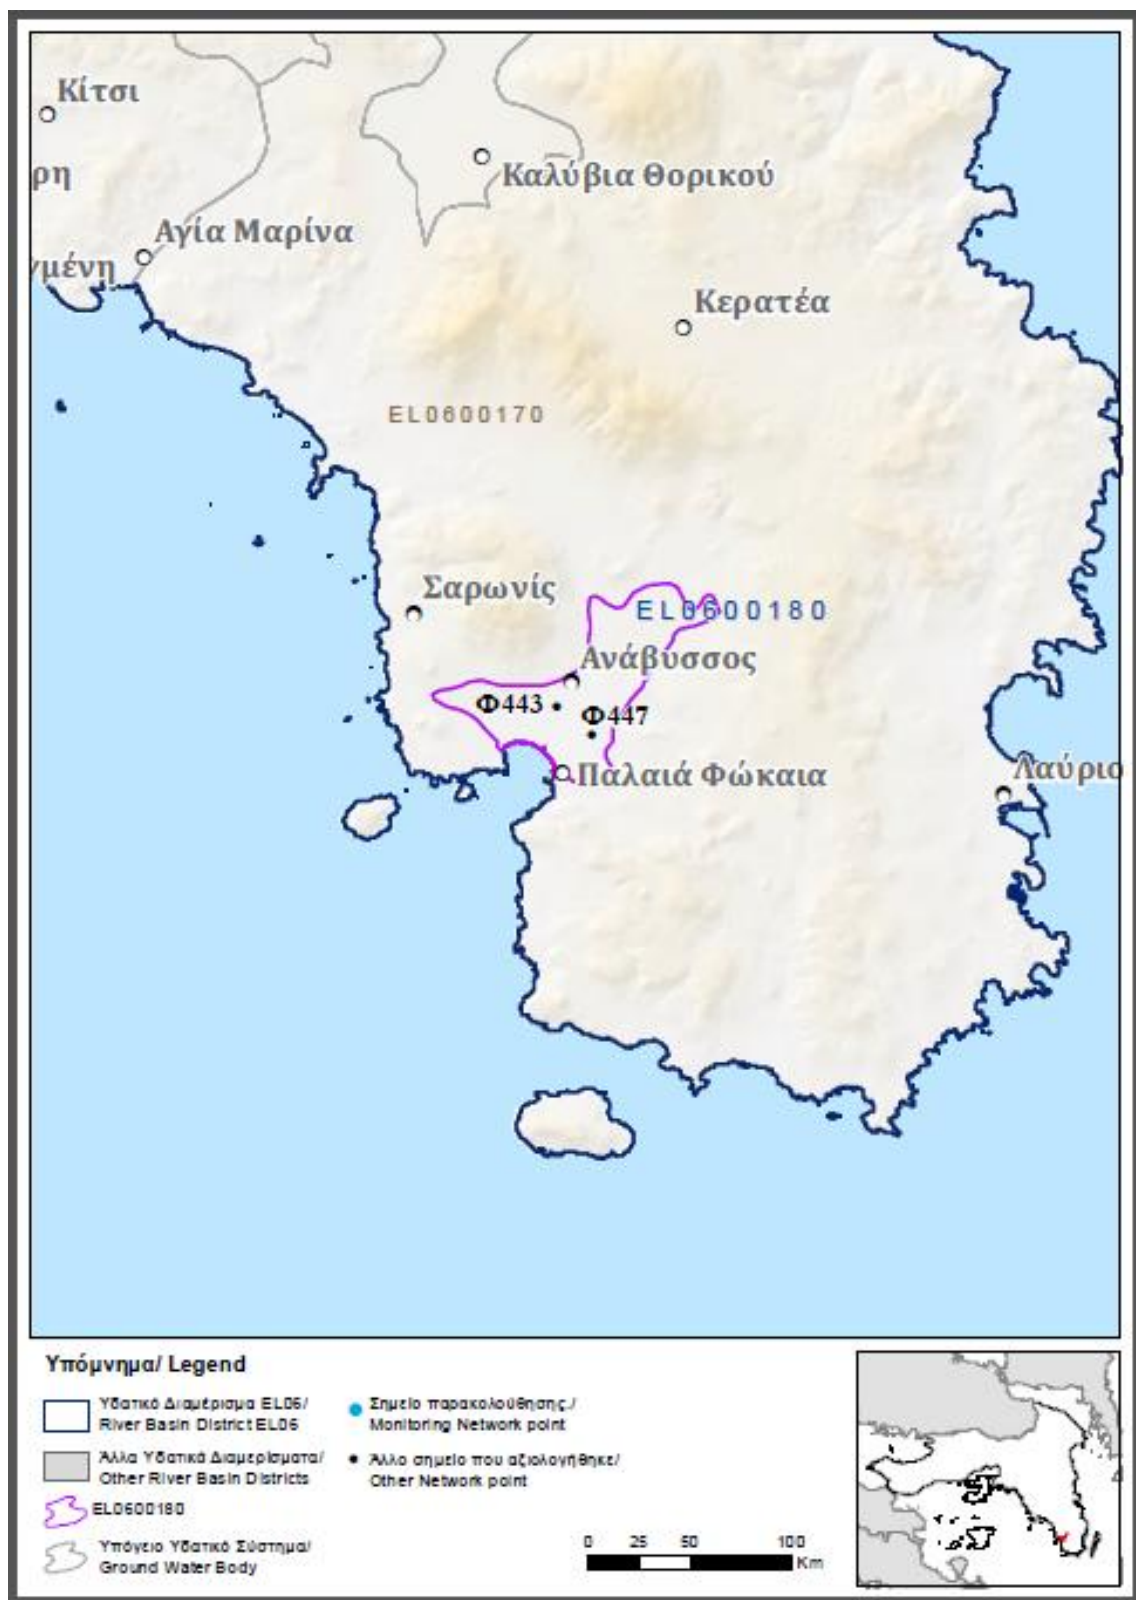 Κίτσι
Καλύβια Θορικού
ρη
Αγία Μαρίνα
γμένη
Κερατέα
EL0600170
Σαρωνίς
EL0600180
Ανάβυσσος
Φ443
Φ447
Παλαιά Φώκαια
Λαύριο
Υπόμνημα/ Legend
Υδατικό Διαμέρισμα EL06/
River Basin District EL06
Άλλα Υδατικά Διαμερίσματα/
Other River Basin Districts
EL0600180
Υπόγειο Υδατικό Σύστημα/
Ground Water Body
Σημείο παρακολούθησης/
Monitoring Network point
Άλλο σημείο που αξιολογήθηκε/
Other Network point
0 25 50 100
Km